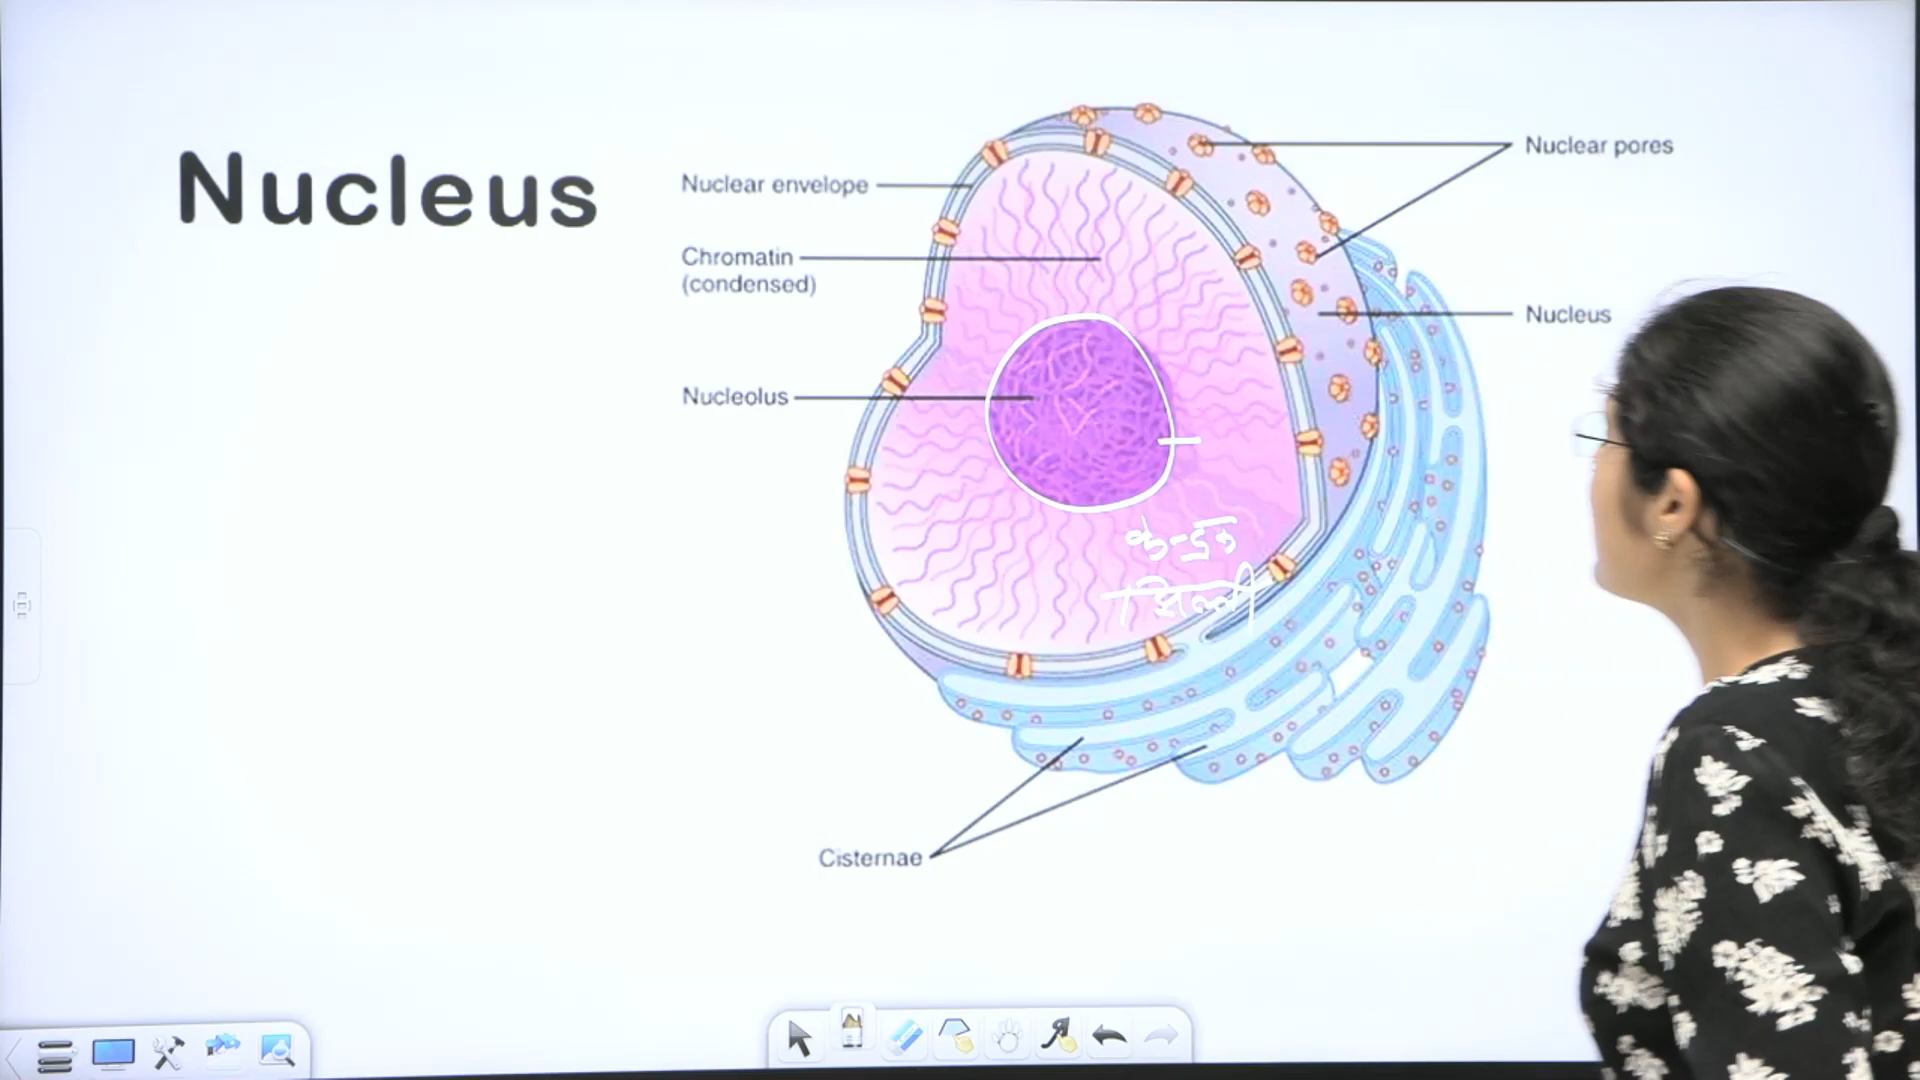 Nucleus
Nuclear pores
Nuclear envelope
Chromatin
(condensed)
Nucleus
Nucleolus
Cisternae